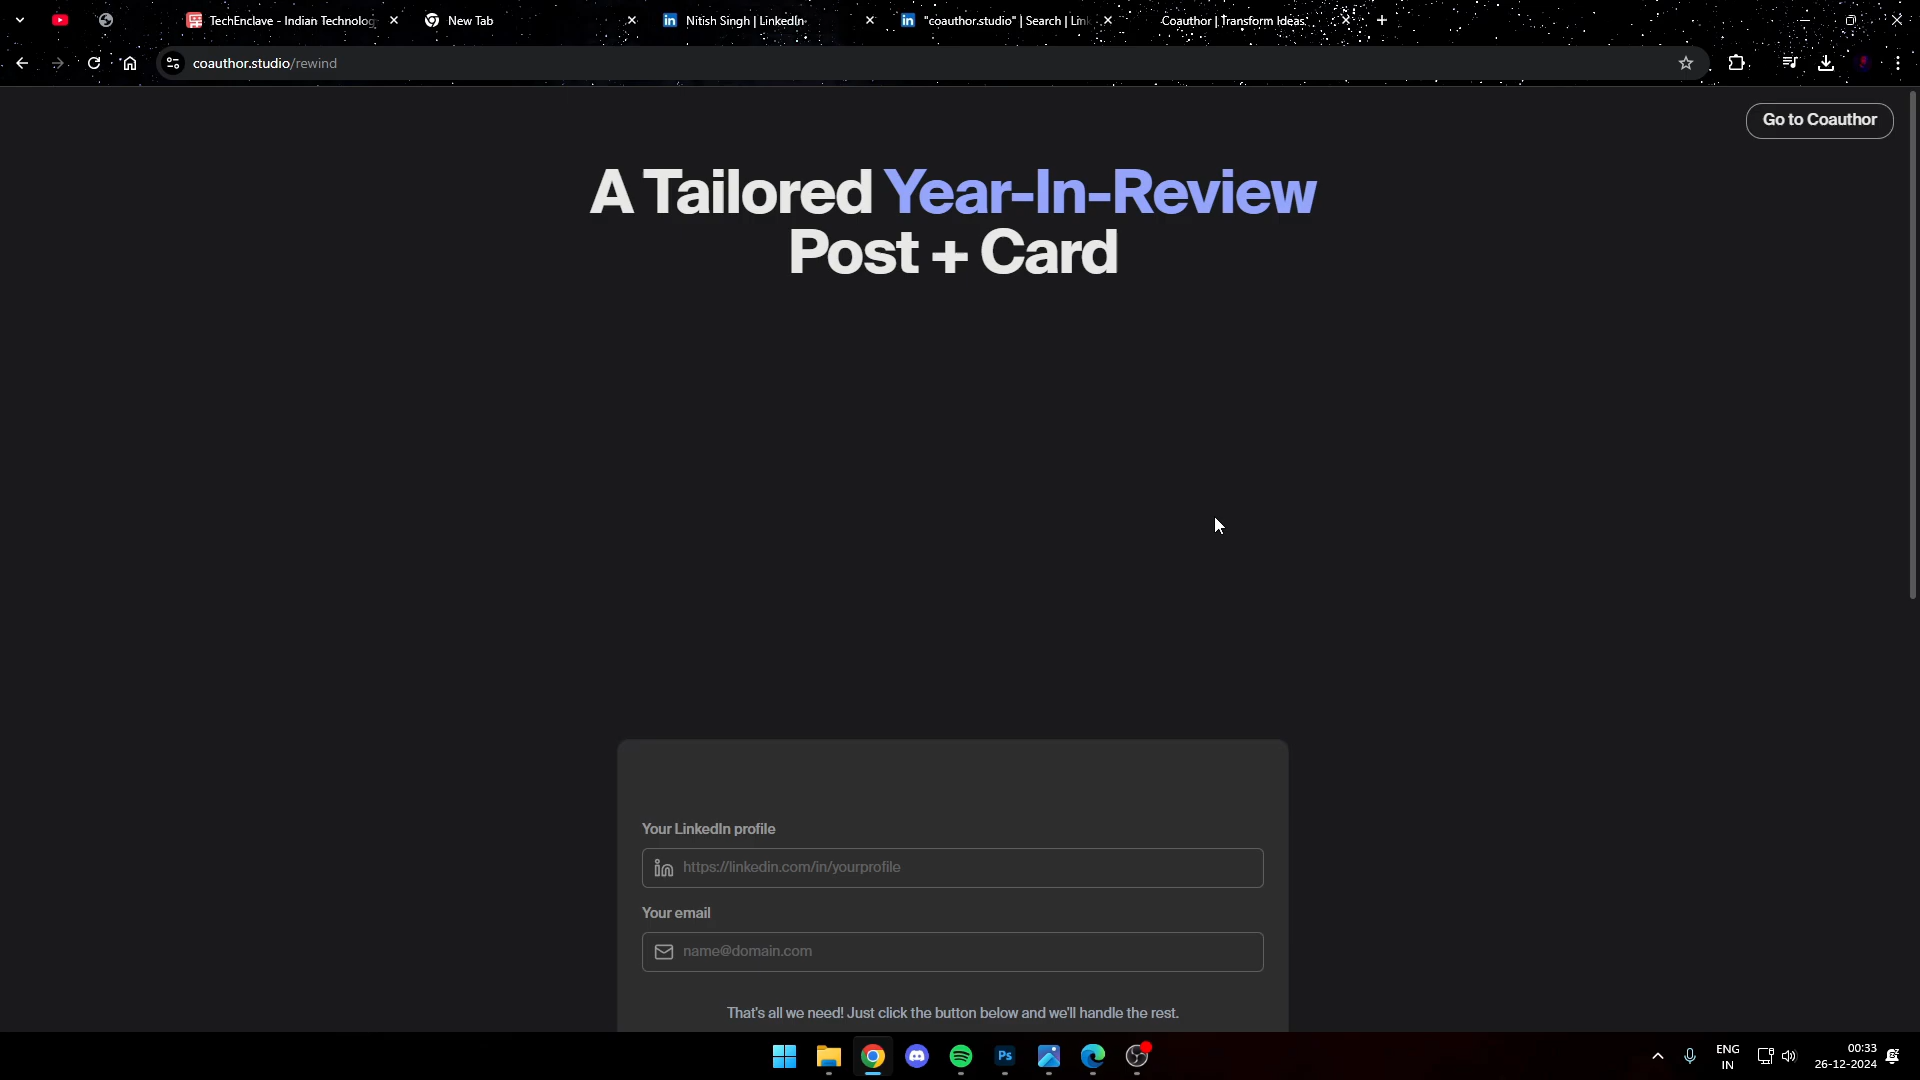 TechEnclave - Indian Technolog
New Tab
Nitish Singh | LinkedIn
"coauthor.studio" | Search | Lin
Coauthor | Transform Ideas
coauthor.studio/rewind
Go to Coauthor
A Tailored Year-In-Review
Post + Card
Your LinkedIn profile
https://linkedin.com/in/yourprofile
Your email
name@domain.com
That's all we need! Just click the button below and we'll handle the rest.
Ps
ENG
IN
00:33
26-12-2024